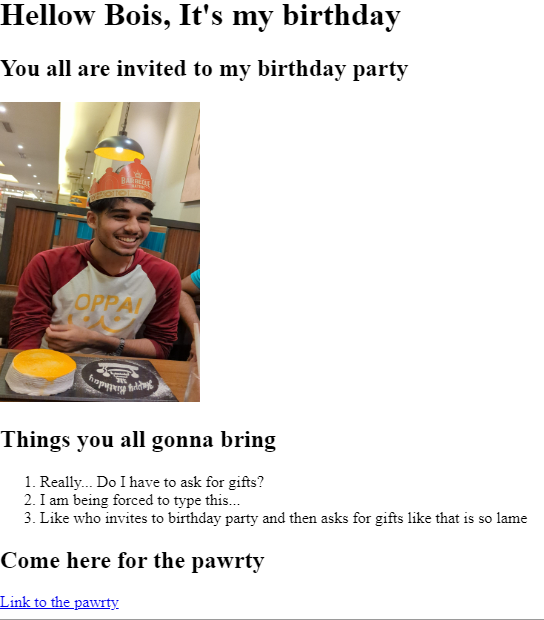 Hellow Bois, It's my birthday
You all are invited to my birthday party
BARBEQUE
OPPAI
Happy Birthday
Things you all gonna bring
1. Really... Do I have to ask for gifts?
2. I am being forced to type this...
3. Like who invites to birthday party and then asks for gifts like that is so lame
Come here for the pawrty
Link to the pawrty